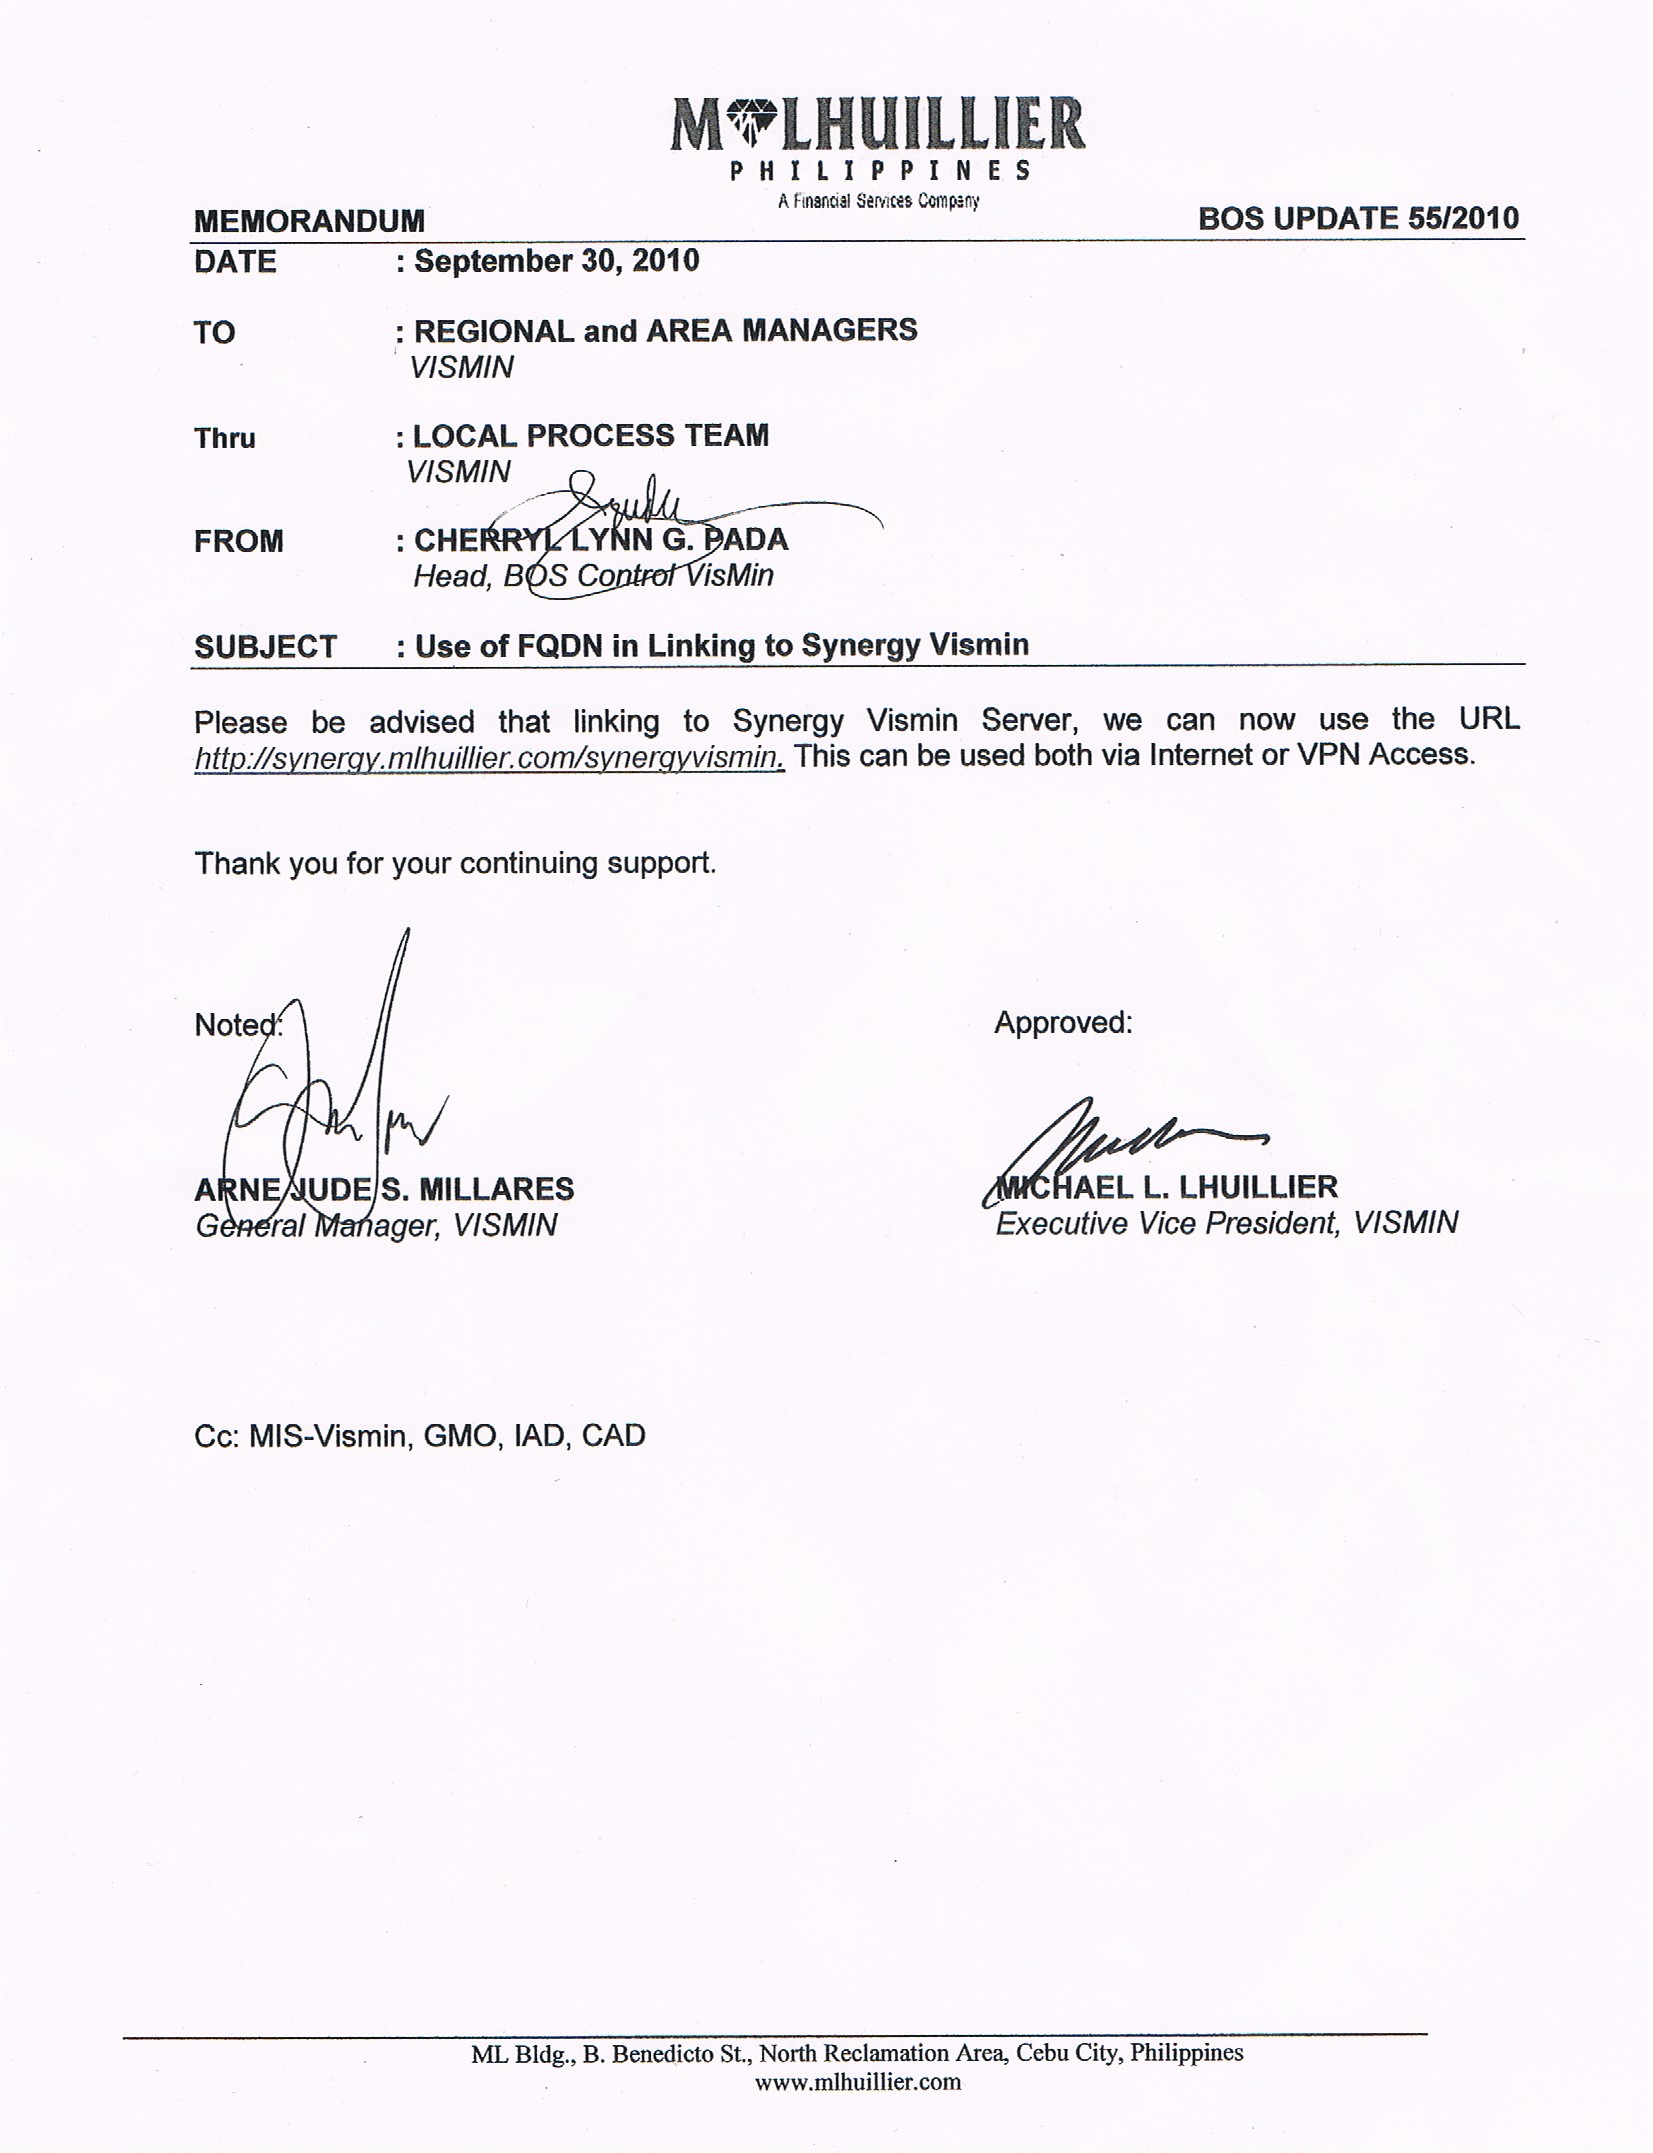 M LHUILLIER
PHILIPPINES
A Financial Services Company
MEMORANDUM BOS UPDATE 55/2010
DATE : September 30, 2010
TO : REGIONAL and AREA MANAGERS
VISMIN
Thru : LOCAL PROCESS TEAM
VISMIN
FROM : CHERRYL LYNN G. PADA
Head, BOS Control VisMin
SUBJECT : Use of FQDN in Linking to Synergy Vismin
Please be advised that linking to Synergy Vismin Server, we can now use the URL
http://synergy.mlhuillier.com/synergyvismin. This can be used both via Internet or VPN Access.
Thank you for your continuing support.
Noted: Approved:
ARNE JUDE S. MILLARES MICHAEL L. LHUILLIER
General Manager, VISMIN Executive Vice President, VISMIN
Cc: MIS-Vismin, GMO, IAD, CAD
ML Bldg., B. Benedicto St., North Reclamation Area, Cebu City, Philippines
www.mlhuillier.com